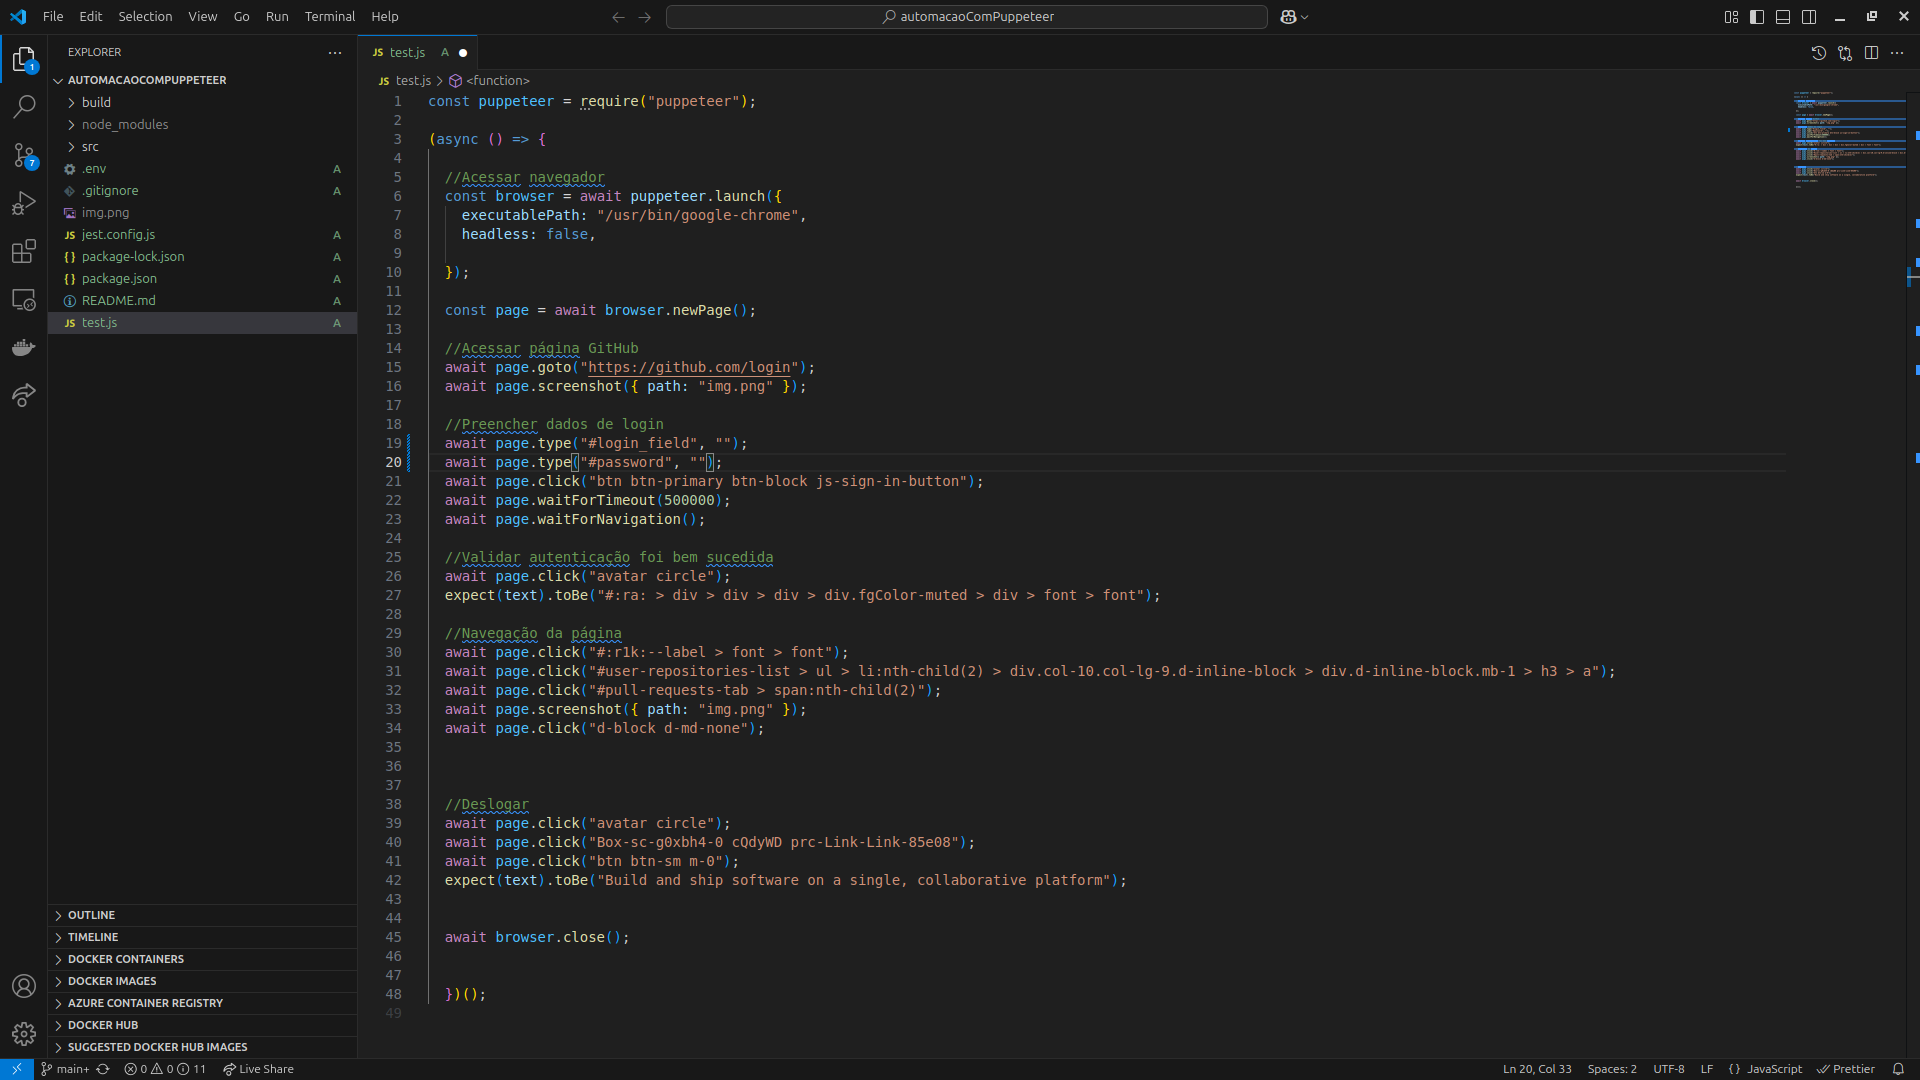 File Edit Selection View Go Run Terminal Help
automacaoComPuppeteer
EXPLORER
AUTOMACAOCOMPUPPETEER
build
node_modules
src
.env A
.gitignore A
img.png
JS jest.config.js A
{} package-lock.json A
{} package.json A
README.md A
JS test.js A
OUTLINE
TIMELINE
DOCKER CONTAINERS
DOCKER IMAGES
AZURE CONTAINER REGISTRY
DOCKER HUB
SUGGESTED DOCKER HUB IMAGES
1
7
JS test.js A
JS test.js > <function>
1 const puppeteer = require("puppeteer");
2
3 (async () => {
4
5 //Acessar navegador
6 const browser = await puppeteer.launch({
7 executablePath: "/usr/bin/google-chrome",
8 headless: false,
9
10 });
11
12 const page = await browser.newPage();
13
14 //Acessar página GitHub
15 await page.goto("https://github.com/login");
16 await page.screenshot({ path: "img.png" });
17
18 //Preencher dados de login
19 await page.type("#login_field", "");
20 await page.type("#password", "");
21 await page.click("btn btn-primary btn-block js-sign-in-button");
22 await page.waitForTimeout(500000);
23 await page.waitForNavigation();
24
25 //Validar autenticação foi bem sucedida
26 await page.click("avatar circle");
27 expect(text).toBe("#:ra: > div > div > div > div.fgColor-muted > div > font > font");
28
29 //Navegação da página
30 await page.click("#:r1k:--label > font > font");
31 await page.click("#user-repositories-list > ul > li:nth-child(2) > div.col-10.col-lg-9.d-inline-block > div.d-inline-block.mb-1 > h3 > a");
32 await page.click("#pull-requests-tab > span:nth-child(2)");
33 await page.screenshot({ path: "img.png" });
34 await page.click("d-block d-md-none");
35
36
37
38 //Deslogar
39 await page.click("avatar circle");
40 await page.click("Box-sc-g0xbh4-0 cQdyWD prc-Link-Link-85e08");
41 await page.click("btn btn-sm m-0");
42 expect(text).toBe("Build and ship software on a single, collaborative platform");
43
44
45 await browser.close();
46
47
48 })();
49
main+ 0 0 11 Live Share Ln 20, Col 33 Spaces: 2 UTF-8 LF {} JavaScript Prettier